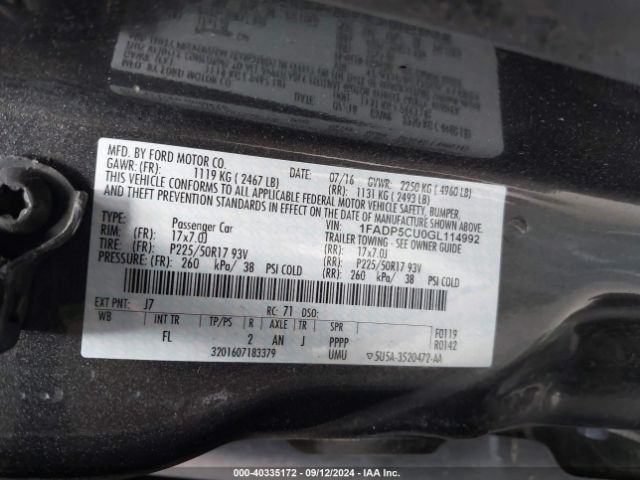 MFD. BY FORD MOTOR CO.
DATE: 07/16 GVWR: 2250 KG ( 4960 LB)
GAWR: (FR): 1119 KG ( 2467 LB) (RR): 1131 KG ( 2493 LB)
THIS VEHICLE CONFORMS TO ALL APPLICABLE FEDERAL MOTOR VEHICLE SAFETY, BUMPER,
AND THEFT PREVENTION STANDARDS IN EFFECT ON THE DATE OF MANUFACTURE SHOWN ABOVE.
VIN: 1FADP5CU0GL114992
TYPE: Passenger Car TRAILER TOWING - SEE OWNER GUIDE
RIM: (FR): 17x7.0J (RR): 17x7.0J
TIRE: (FR): P225/50R17 93V (RR): P225/50R17 93V
PRESSURE: (FR): 260 kPa/ 38 PSI COLD (RR): 260 kPa/ 38 PSI COLD
EXT PNT: J7 RC: 71 DSO:
WB INT TR TP/PS R AXLE TR SPR
FL 2 AN J PPPP
UMU
F0119
R0142
3201607183379
5U5A-3520472-AA
000-40335172 - 09/12/2024 - IAA Inc.